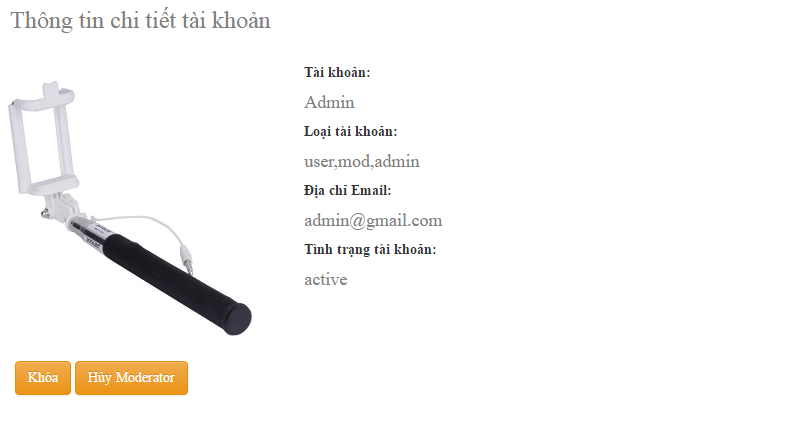 Thông tin chi tiết tài khoản
Tài khoản:
Admin
Loại tài khoản:
user,mod,admin
Địa chỉ Email:
admin@gmail.com
Tình trạng tài khoản:
active
Khóa
Hủy Moderator